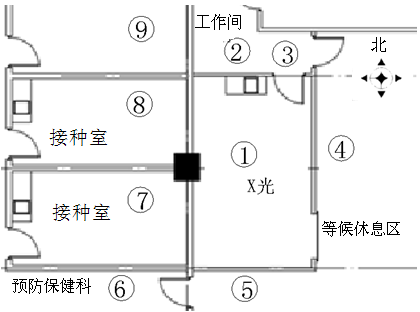 ⑨
工作间
②
③
北
⑧
接种室
①
X光
④
⑦
接种室
等候休息区
预防保健科
⑥
⑤